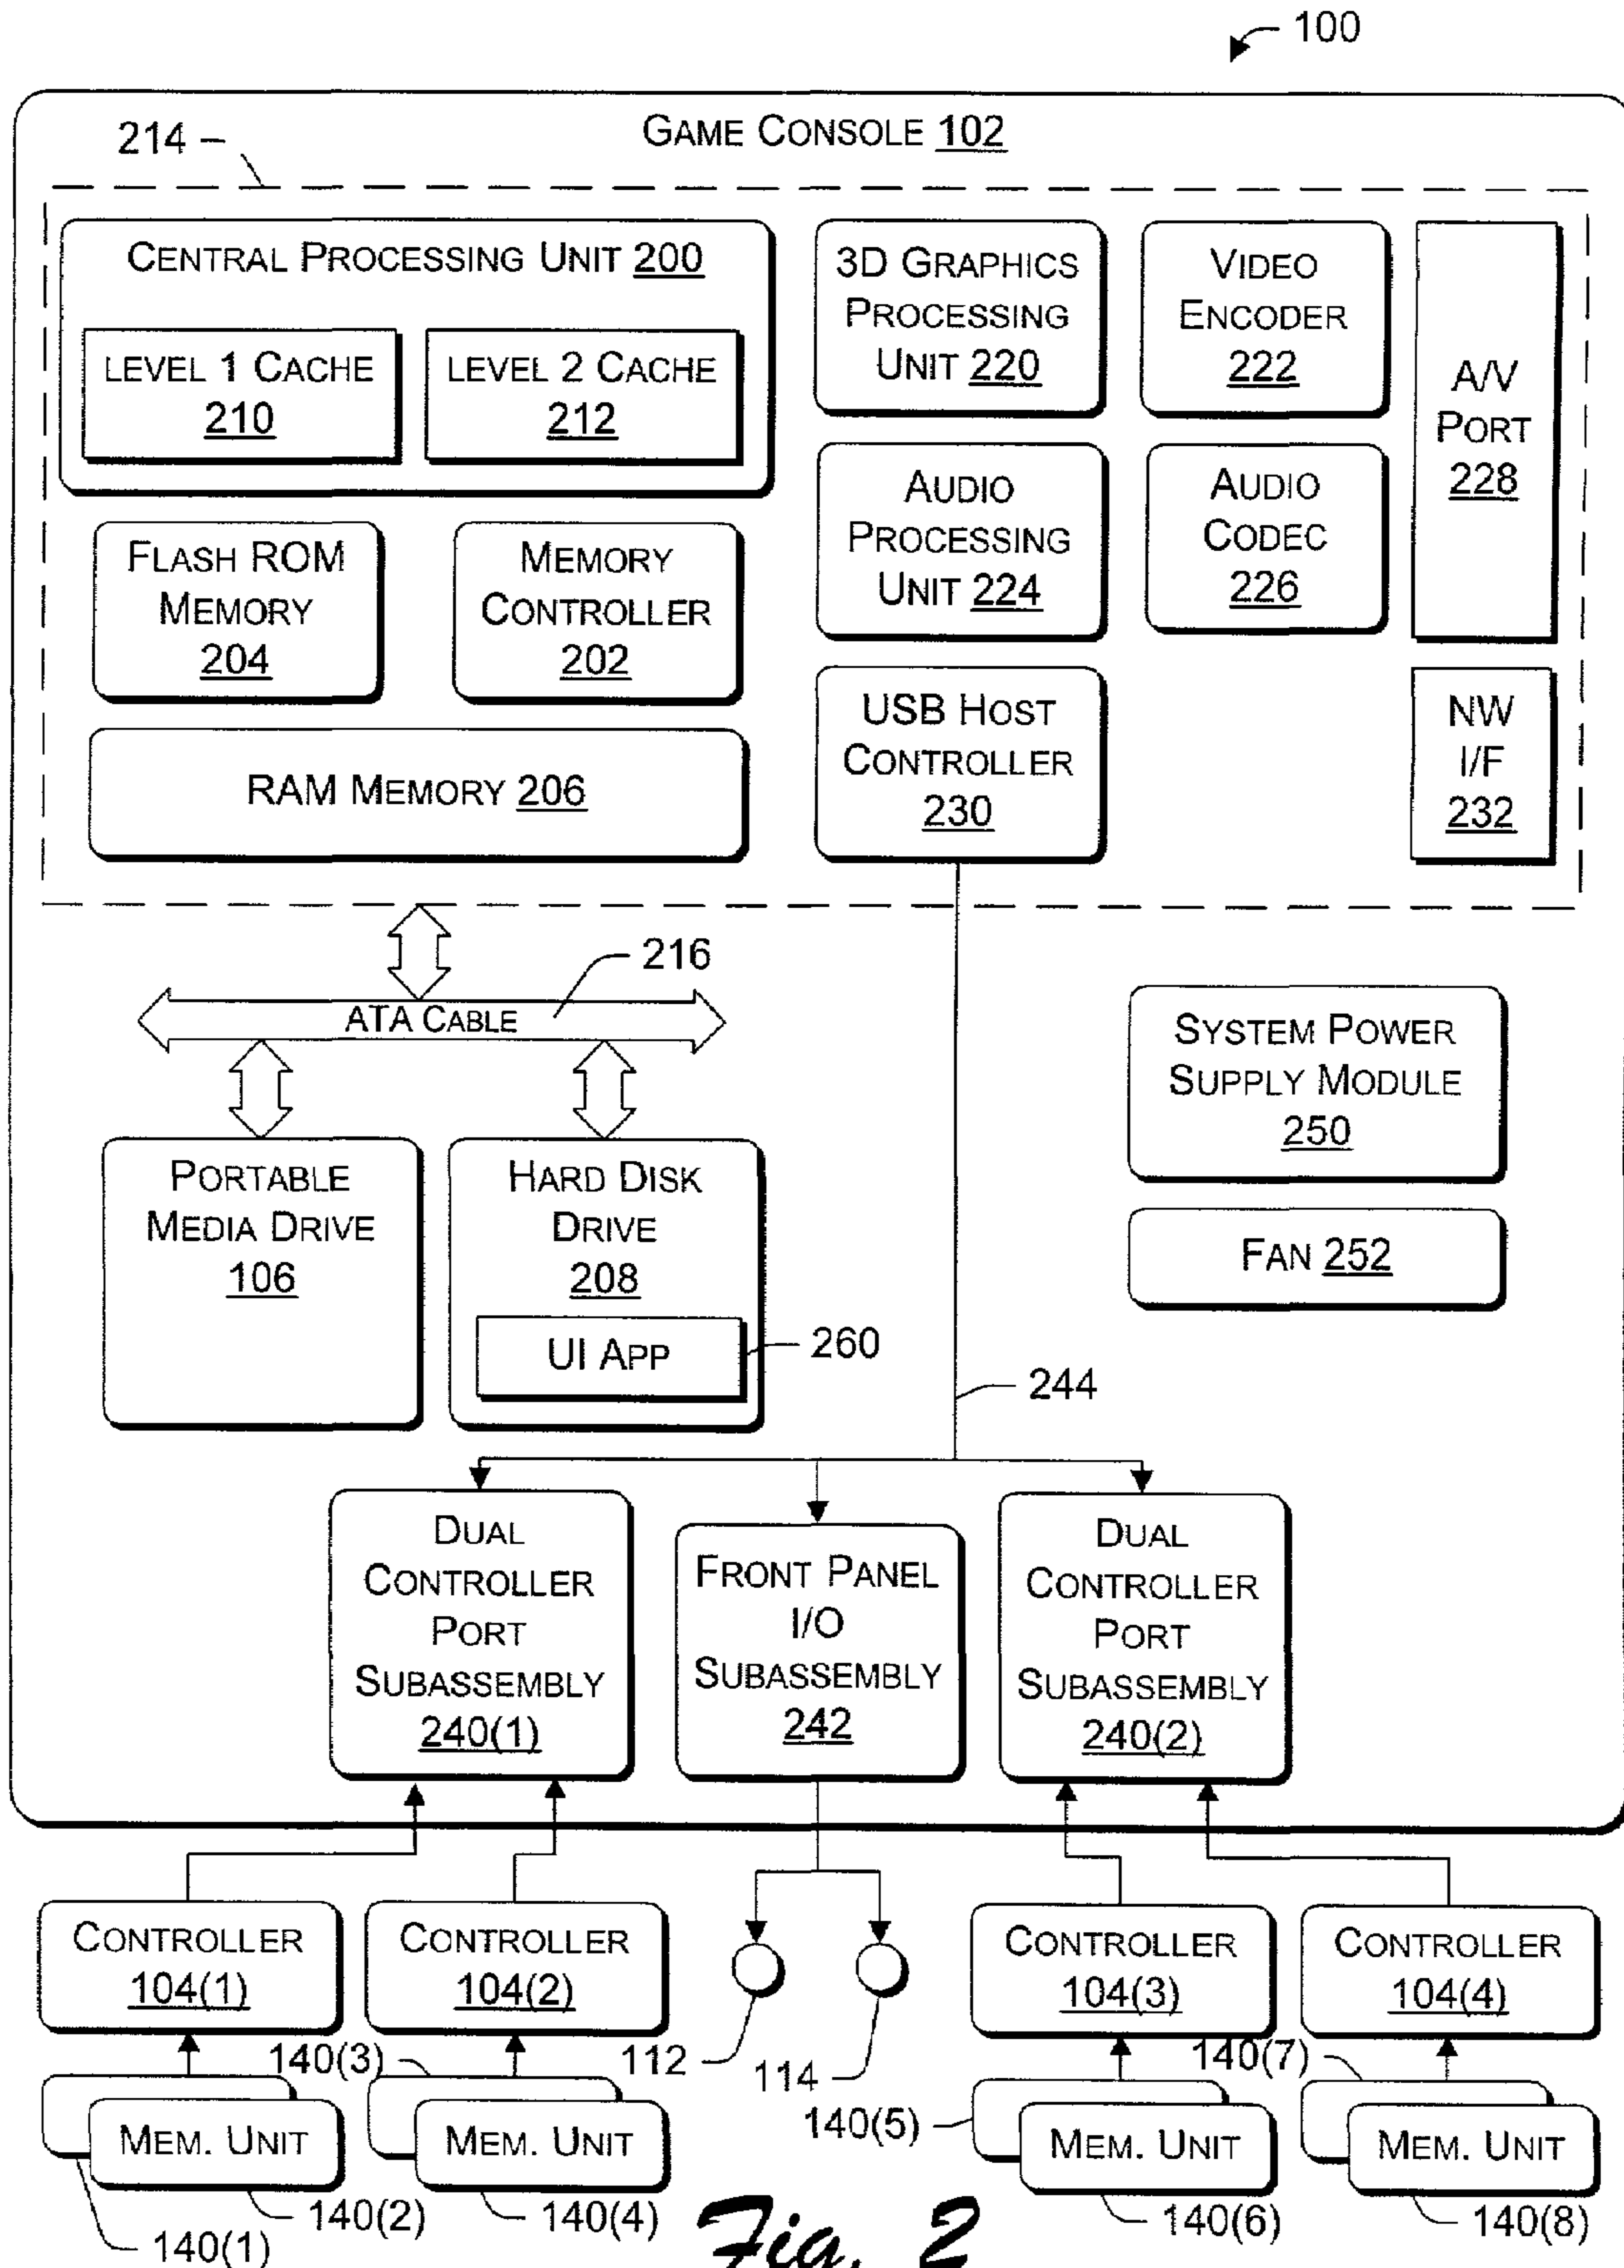 100
GAME CONSOLE 102
214
CENTRAL PROCESSING UNIT 200
LEVEL 1 CACHE
210
LEVEL 2 CACHE
212
3D GRAPHICS
PROCESSING
UNIT 220
VIDEO
ENCODER
222
A/V
PORT
228
FLASH ROM
MEMORY
204
MEMORY
CONTROLLER
202
AUDIO
PROCESSING
UNIT 224
AUDIO
CODEC
226
RAM MEMORY 206
USB HOST
CONTROLLER
230
NW
I/F
232
216
ATA CABLE
SYSTEM POWER
SUPPLY MODULE
250
PORTABLE
MEDIA DRIVE
106
HARD DISK
DRIVE
208
UI APP
260
FAN 252
244
DUAL
CONTROLLER
PORT
SUBASSEMBLY
240(1)
FRONT PANEL
I/O
SUBASSEMBLY
242
DUAL
CONTROLLER
PORT
SUBASSEMBLY
240(2)
CONTROLLER
104(1)
CONTROLLER
104(2)
CONTROLLER
104(3)
CONTROLLER
104(4)
112
114
140(3)
140(7)
140(5)
MEM. UNIT
MEM. UNIT
MEM. UNIT
MEM. UNIT
140(1)
140(2)
140(4)
140(6)
140(8)
Fig. 2